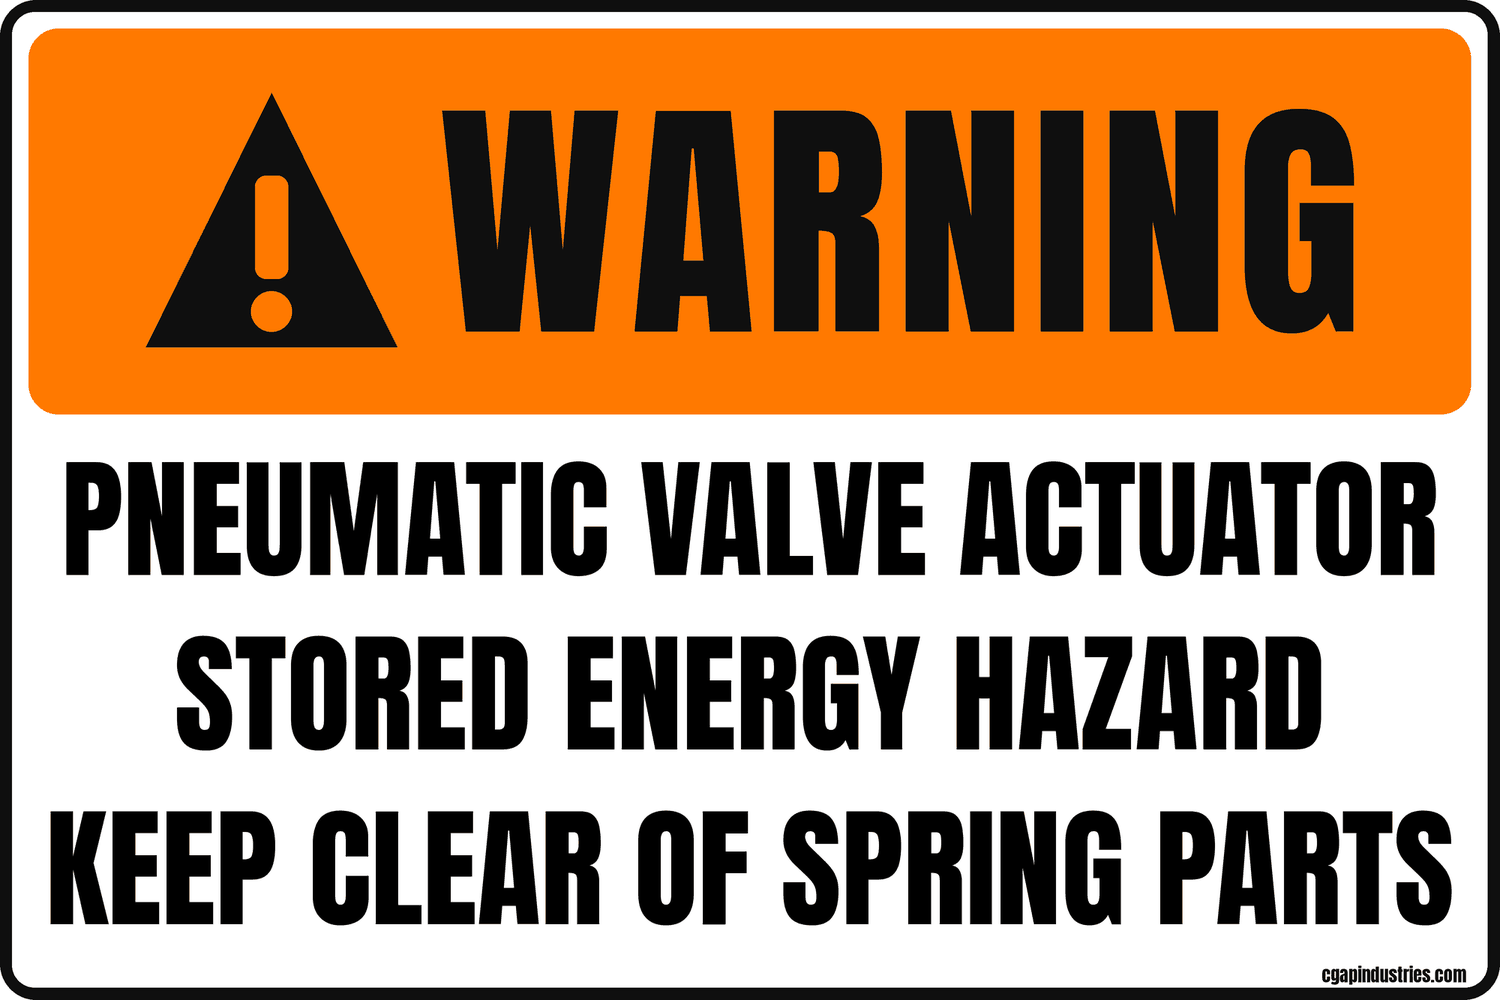 WARNING
PNEUMATIC VALVE ACTUATOR
STORED ENERGY HAZARD
KEEP CLEAR OF SPRING PARTS
cgapindustries.com